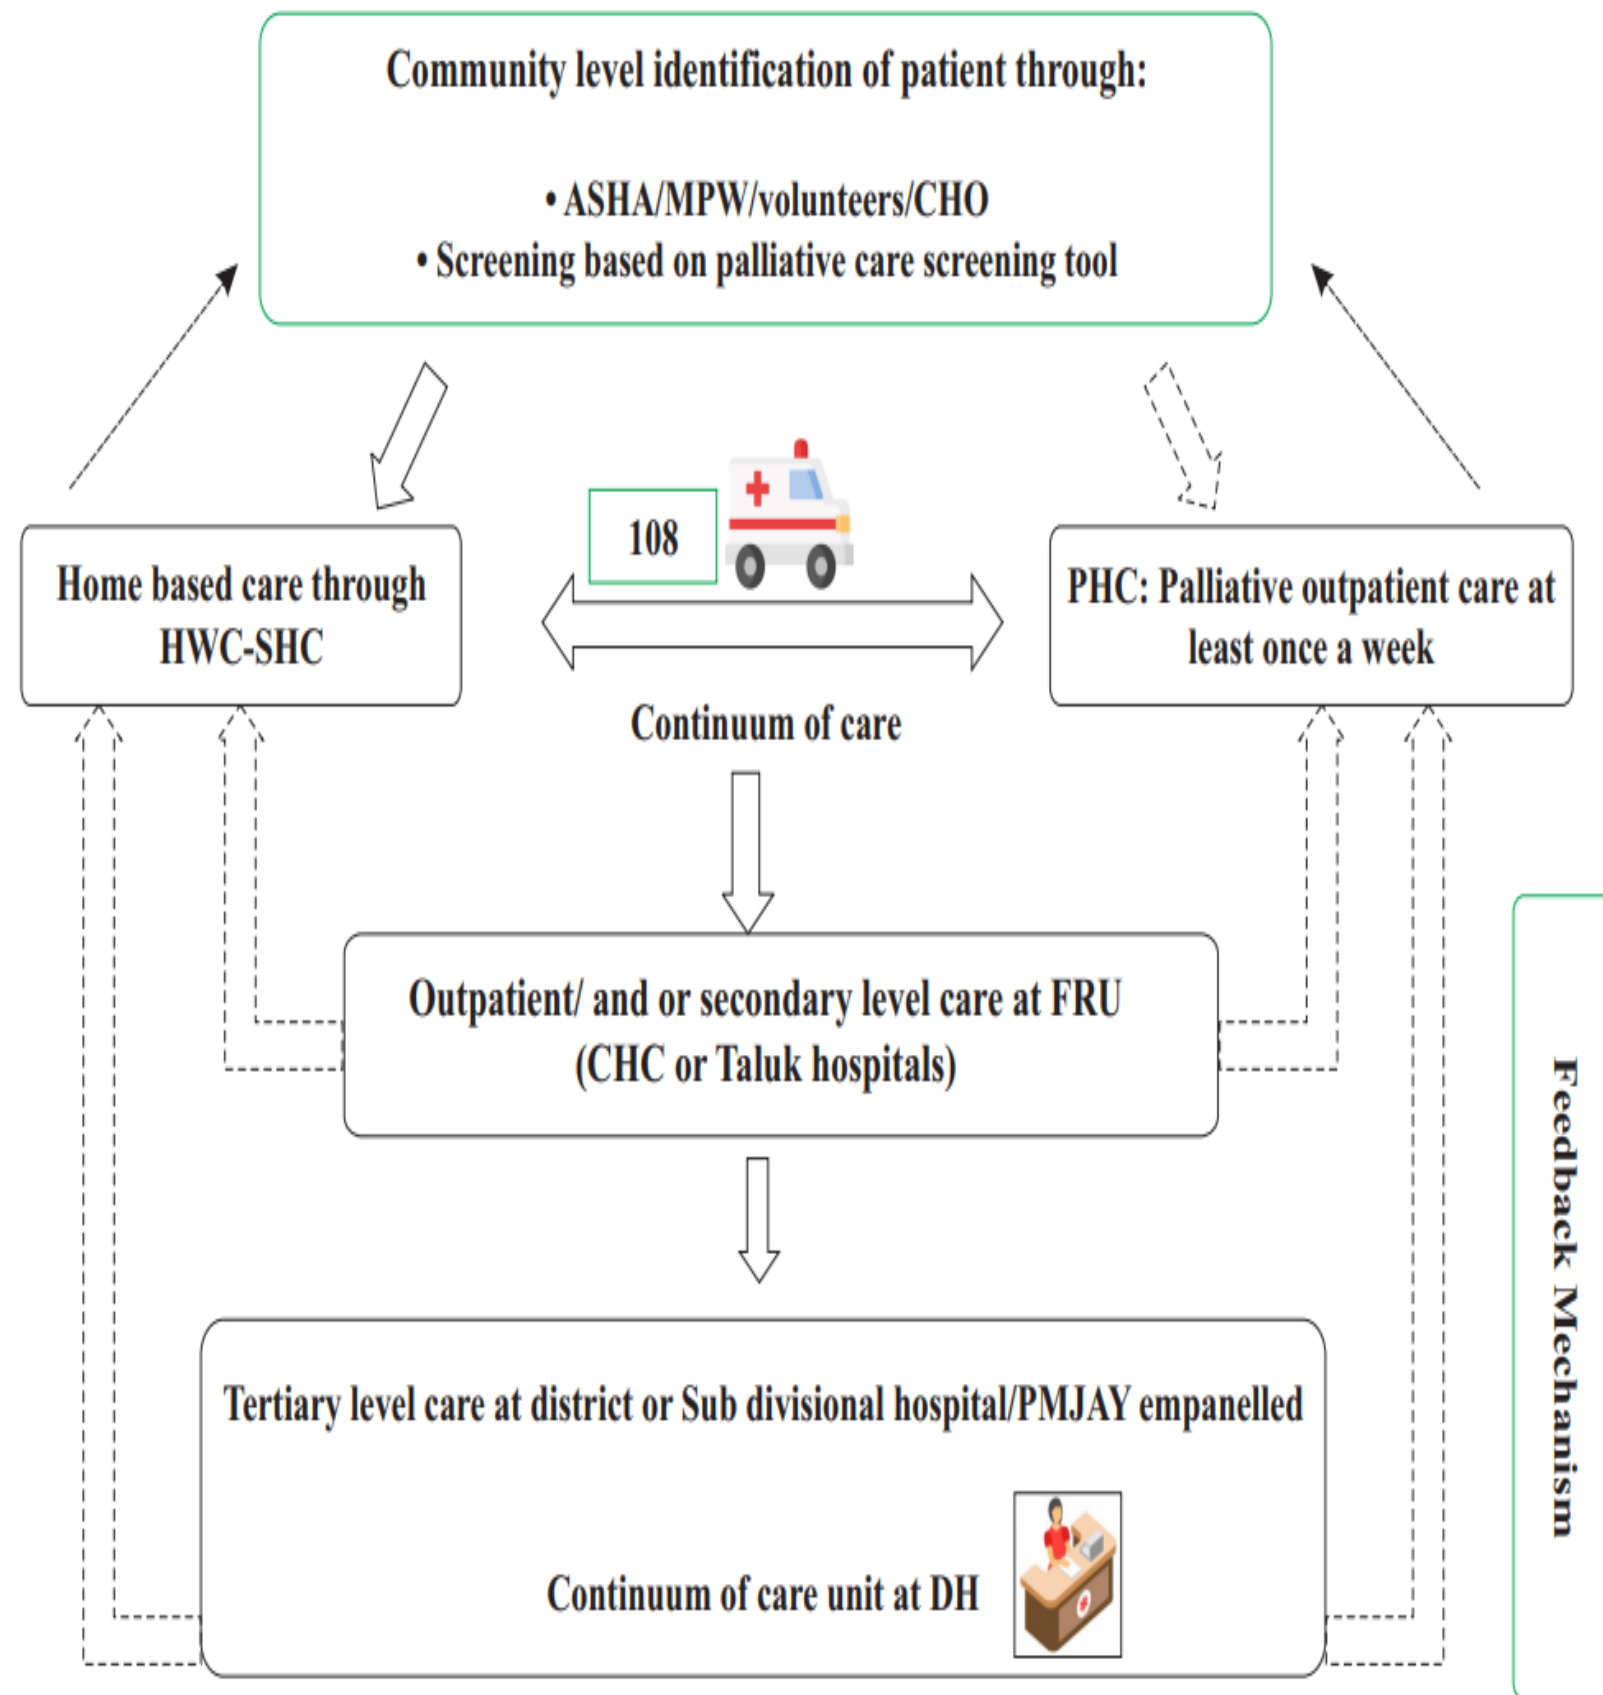 Community level identification of patient through:
• ASHA/MPW/volunteers/CHO
• Screening based on palliative care screening tool
108
Home based care through
HWC-SHC
PHC: Palliative outpatient care at
least once a week
Continuum of care
Outpatient/ and or secondary level care at FRU
(CHC or Taluk hospitals)
Tertiary level care at district or Sub divisional hospital/PMJAY empanelled
Continuum of care unit at DH
Feedback Mechanism